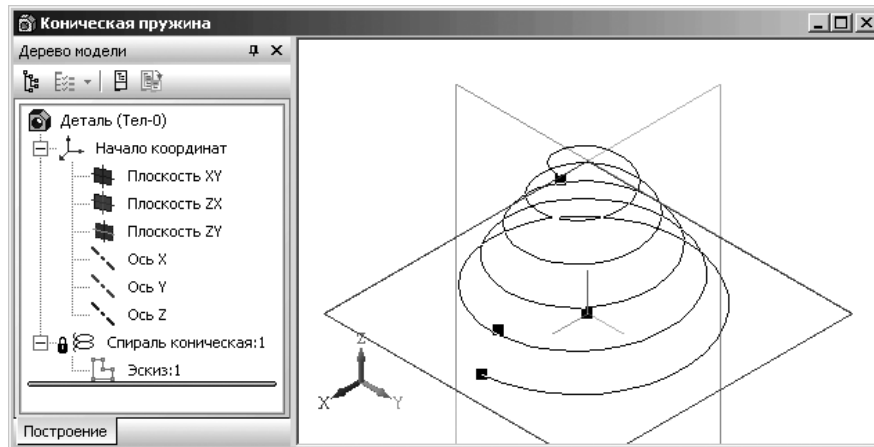 Коническая пружина
Дерево модели
Деталь (Тел-0)
Начало координат
Плоскость XY
Плоскость ZX
Плоскость ZY
Ось X
Ось Y
Ось Z
Спираль коническая:1
Эскиз:1
Построение
Z
X
Y